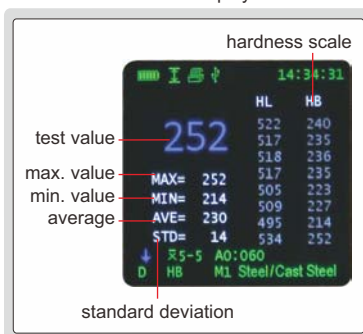 hardness scale
14:34:31
HL HB
522 240
test value 252 517 235
518 236
max. value MAX= 252 517 235
min. value MIN= 214 505 223
average AVE= 230 509 227
STD= 14 495 214
534 252
↓ x̄5-5 A0:060
D HB M1 Steel/Cast Steel
standard deviation